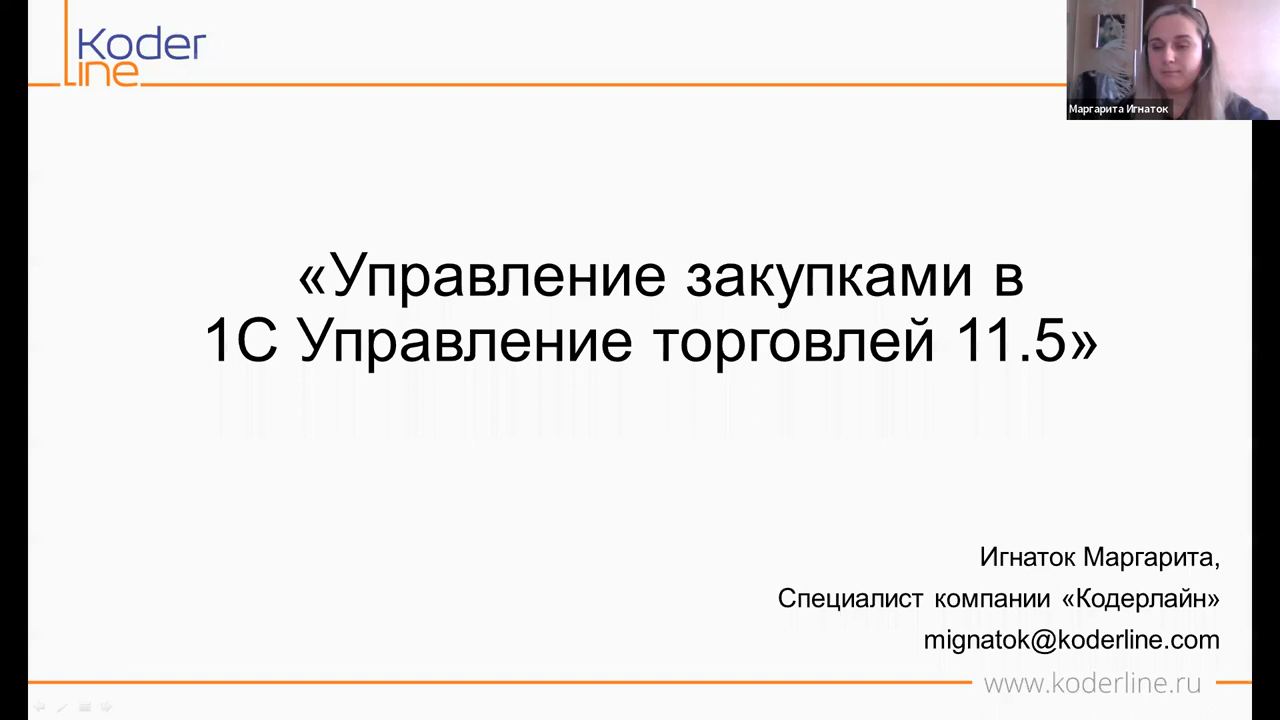 Koder
line
Маргарита Игнаток
«Управление закупками в
1С Управление торговлей 11.5»
Игнаток Маргарита,
Специалист компании «Кодерлайн»
mignatok@koderline.com
www.koderline.ru